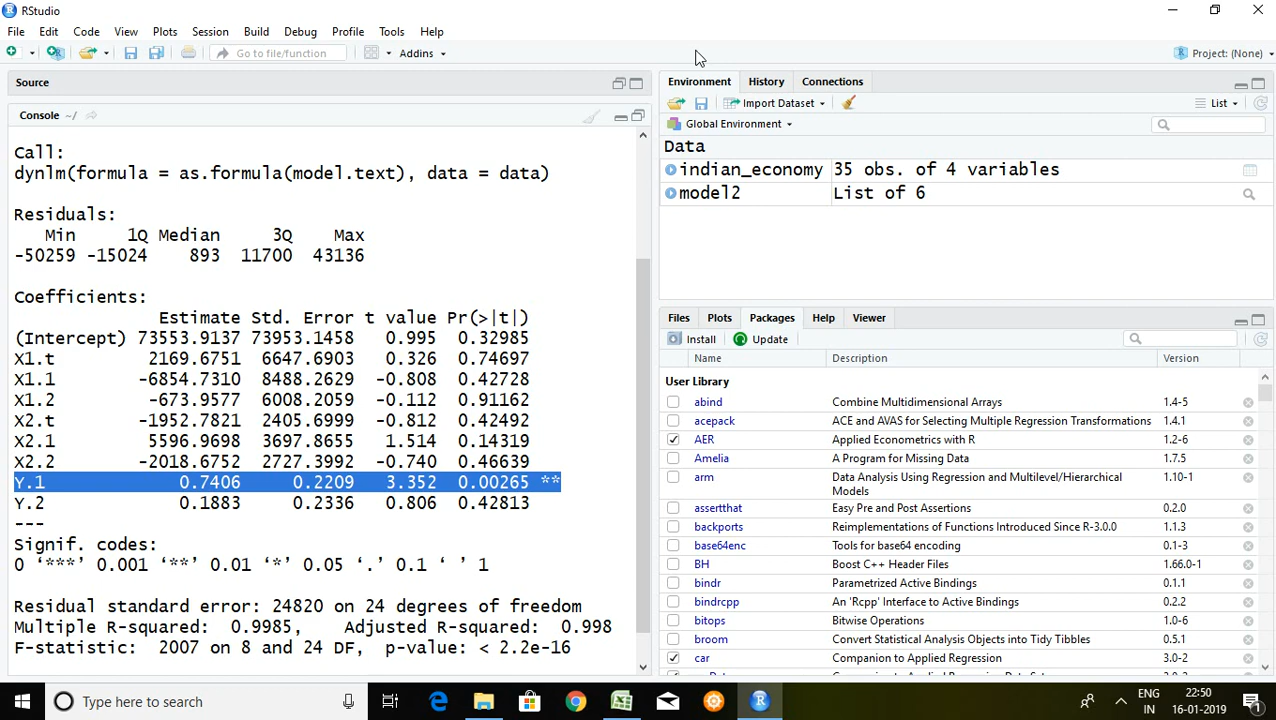 RStudio
File Edit Code View Plots Session Build Debug Profile Tools Help
Go to file/function Addins Project: (None)
Source
Console ~/
Call:
dynlm(formula = as.formula(model.text), data = data)
Residuals:
Min 1Q Median 3Q Max
-50259 -15024 893 11700 43136
Coefficients:
Estimate Std. Error t value Pr(>|t|)
(Intercept) 73553.9137 73953.1458 0.995 0.32985
X1.t 2169.6751 6647.6903 0.326 0.74697
X1.1 -6854.7310 8488.2629 -0.808 0.42728
X1.2 -673.9577 6008.2059 -0.112 0.91162
X2.t -1952.7821 2405.6999 -0.812 0.42492
X2.1 5596.9698 3697.8655 1.514 0.14319
X2.2 -2018.6752 2727.3992 -0.740 0.46639
Y.1 0.7406 0.2209 3.352 0.00265 **
Y.2 0.1883 0.2336 0.806 0.42813
---
Signif. codes:
0 ‘***’ 0.001 ‘**’ 0.01 ‘*’ 0.05 ‘.’ 0.1 ‘ ’ 1
Residual standard error: 24820 on 24 degrees of freedom
Multiple R-squared: 0.9985, Adjusted R-squared: 0.998
F-statistic: 2007 on 8 and 24 DF, p-value: < 2.2e-16
Environment History Connections
Import Dataset List
Global Environment
Data
indian_economy 35 obs. of 4 variables
model2 List of 6
Files Plots Packages Help Viewer
Install Update
Name Description Version
User Library
abind Combine Multidimensional Arrays 1.4-5
acepack ACE and AVAS for Selecting Multiple Regression Transformations 1.4.1
AER Applied Econometrics with R 1.2-6
Amelia A Program for Missing Data 1.7.5
arm Data Analysis Using Regression and Multilevel/Hierarchical 1.10-1
Models
assertthat Easy Pre and Post Assertions 0.2.0
backports Reimplementations of Functions Introduced Since R-3.0.0 1.1.3
base64enc Tools for base64 encoding 0.1-3
BH Boost C++ Header Files 1.66.0-1
bindr Parametrized Active Bindings 0.1.1
bindrcpp An 'Rcpp' Interface to Active Bindings 0.2.2
bitops Bitwise Operations 1.0-6
broom Convert Statistical Analysis Objects into Tidy Tibbles 0.5.1
car Companion to Applied Regression 3.0-2
Type here to search
ENG 22:50
IN 16-01-2019